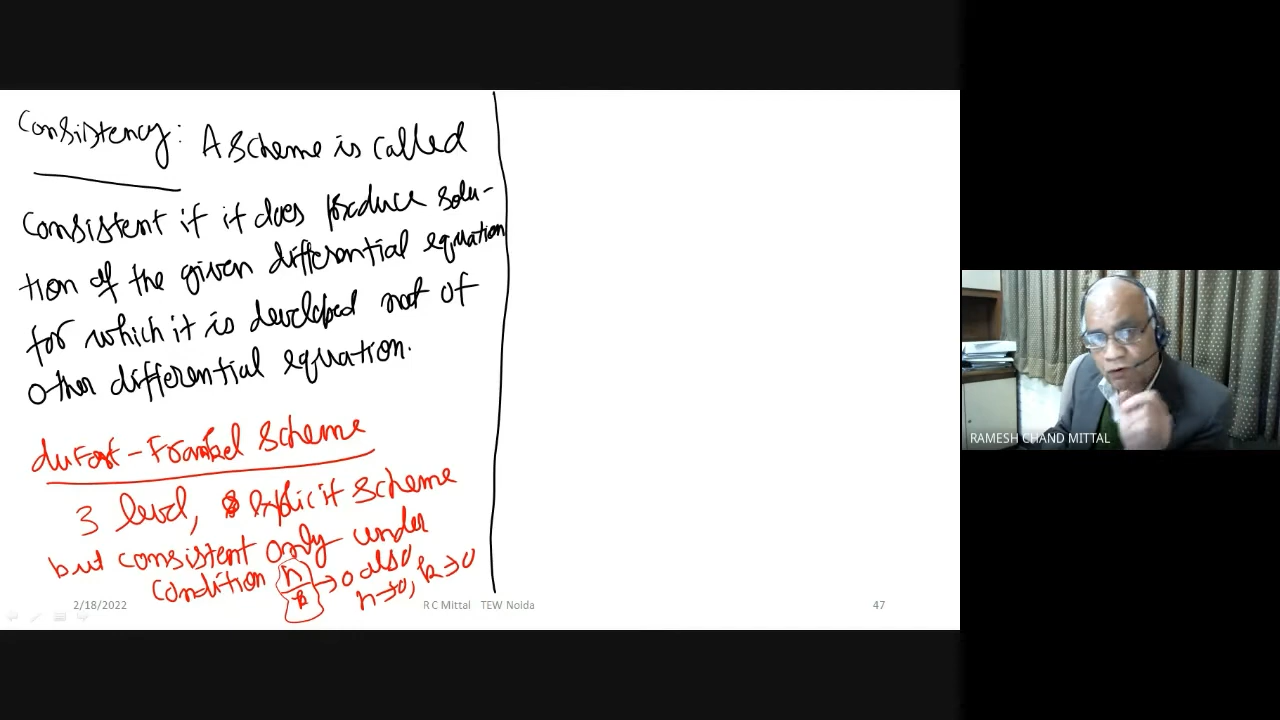 Consistency: A scheme is called
consistent if it does produce solu-
tion of the given differential equation
for which it is developed not of
other differential equation.
duFort-Frankel scheme
3 level, explicit scheme
but consistent only under
condition h/k → 0 also
h→0, k→0
2/18/2022
R C Mittal TEW Noida
47
RAMESH CHAND MITTAL